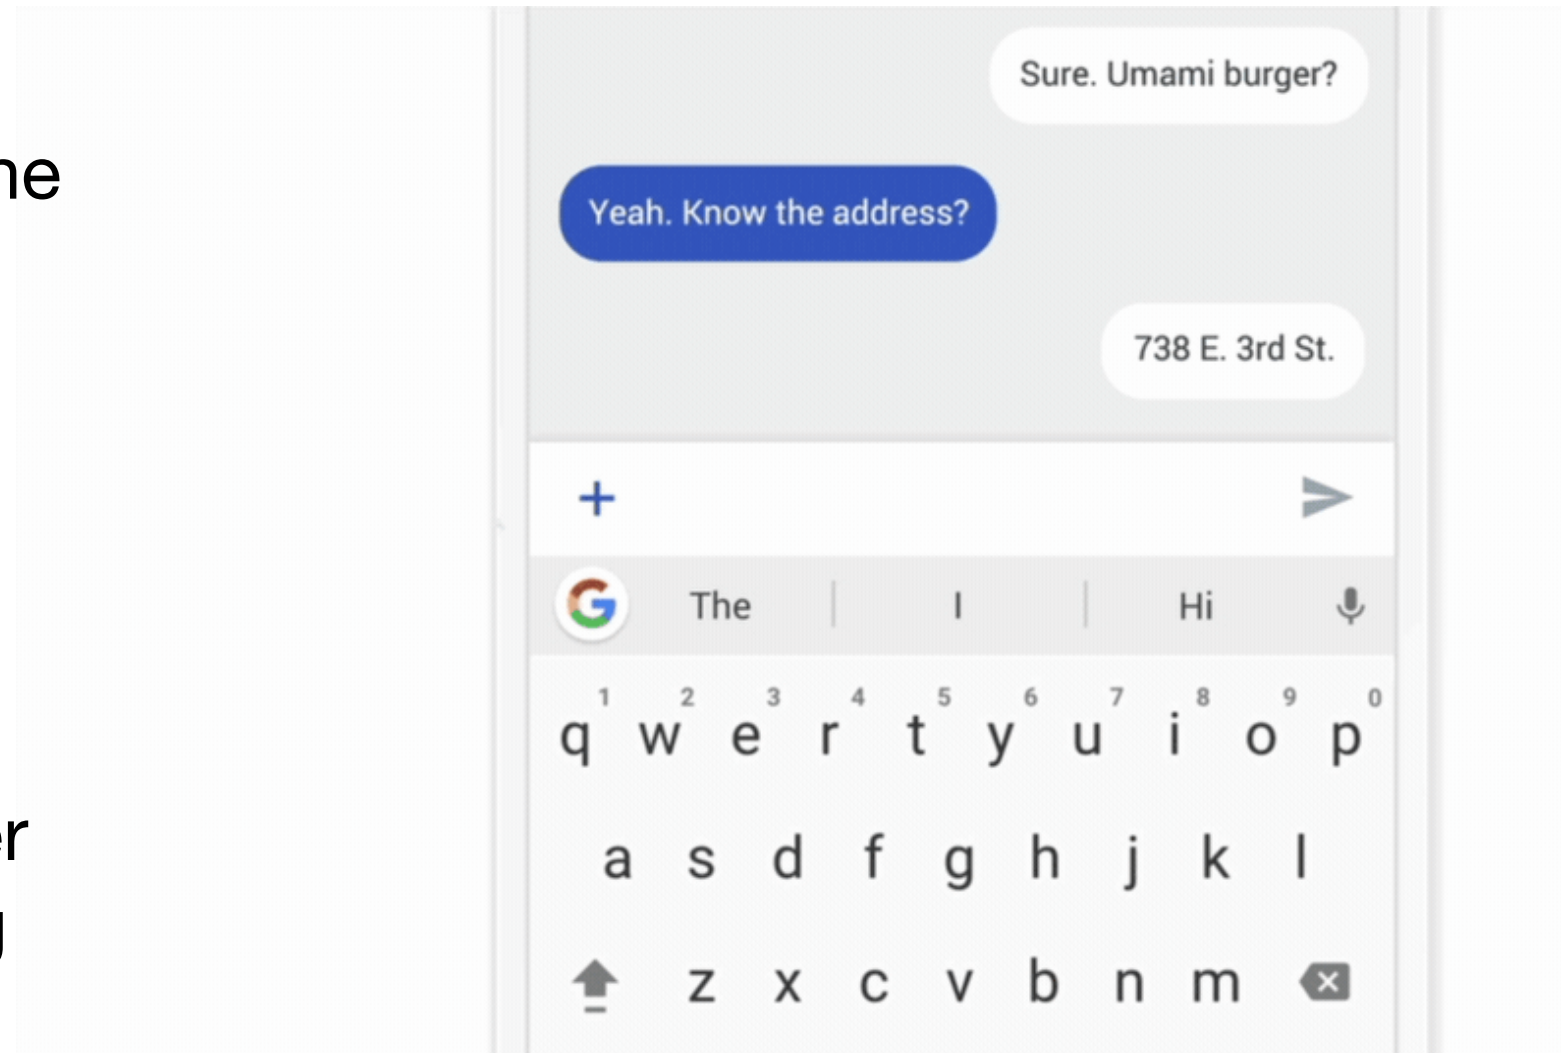 Sure. Umami burger?
ne
Yeah. Know the address?
738 E. 3rd St.
+
G The I Hi
1 2 3 4 5 6 7 8 9 0
q w e r t y u i o p
er
a s d f g h j k l
g
z x c v b n m